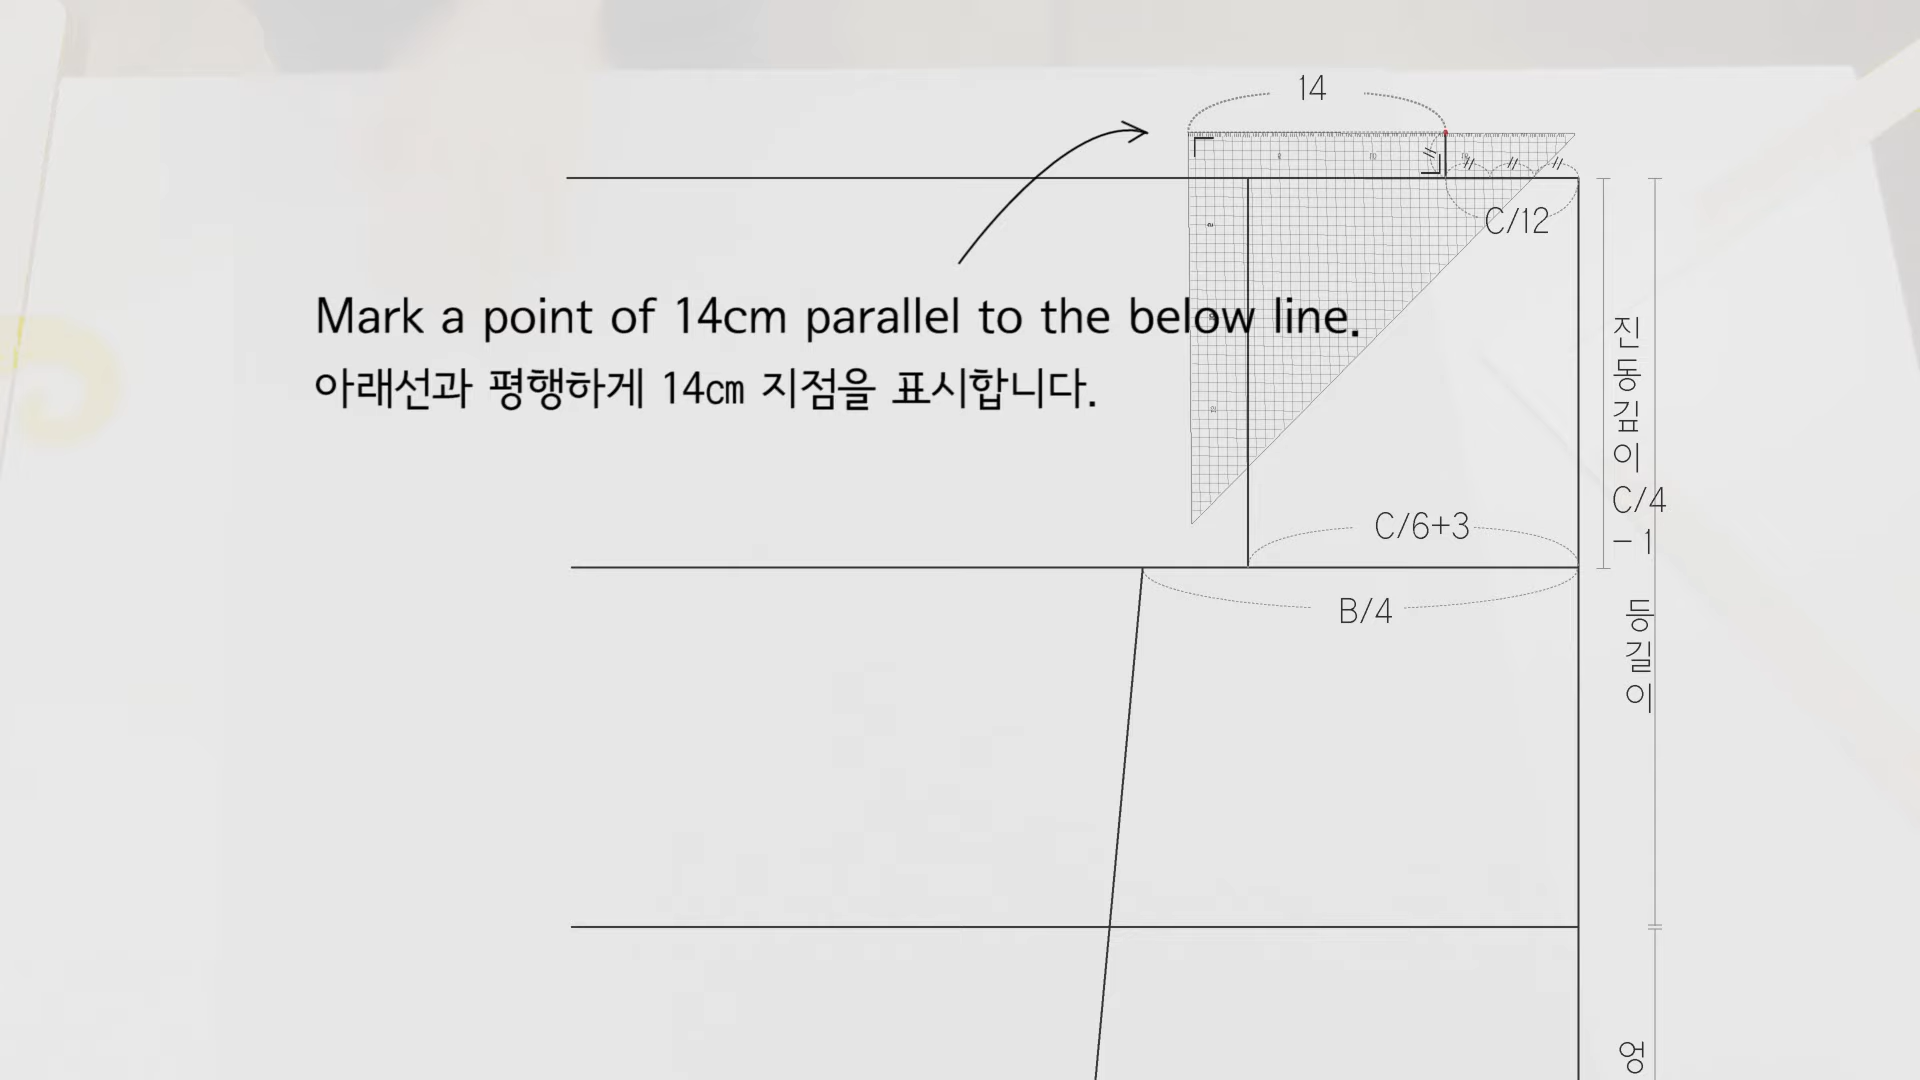 14
C/12
Mark a point of 14cm parallel to the below line.
아래선과 평행하게 14㎝ 지점을 표시합니다.
진동깊이
C/4
- 1
C/6+3
B/4
등길이
엉